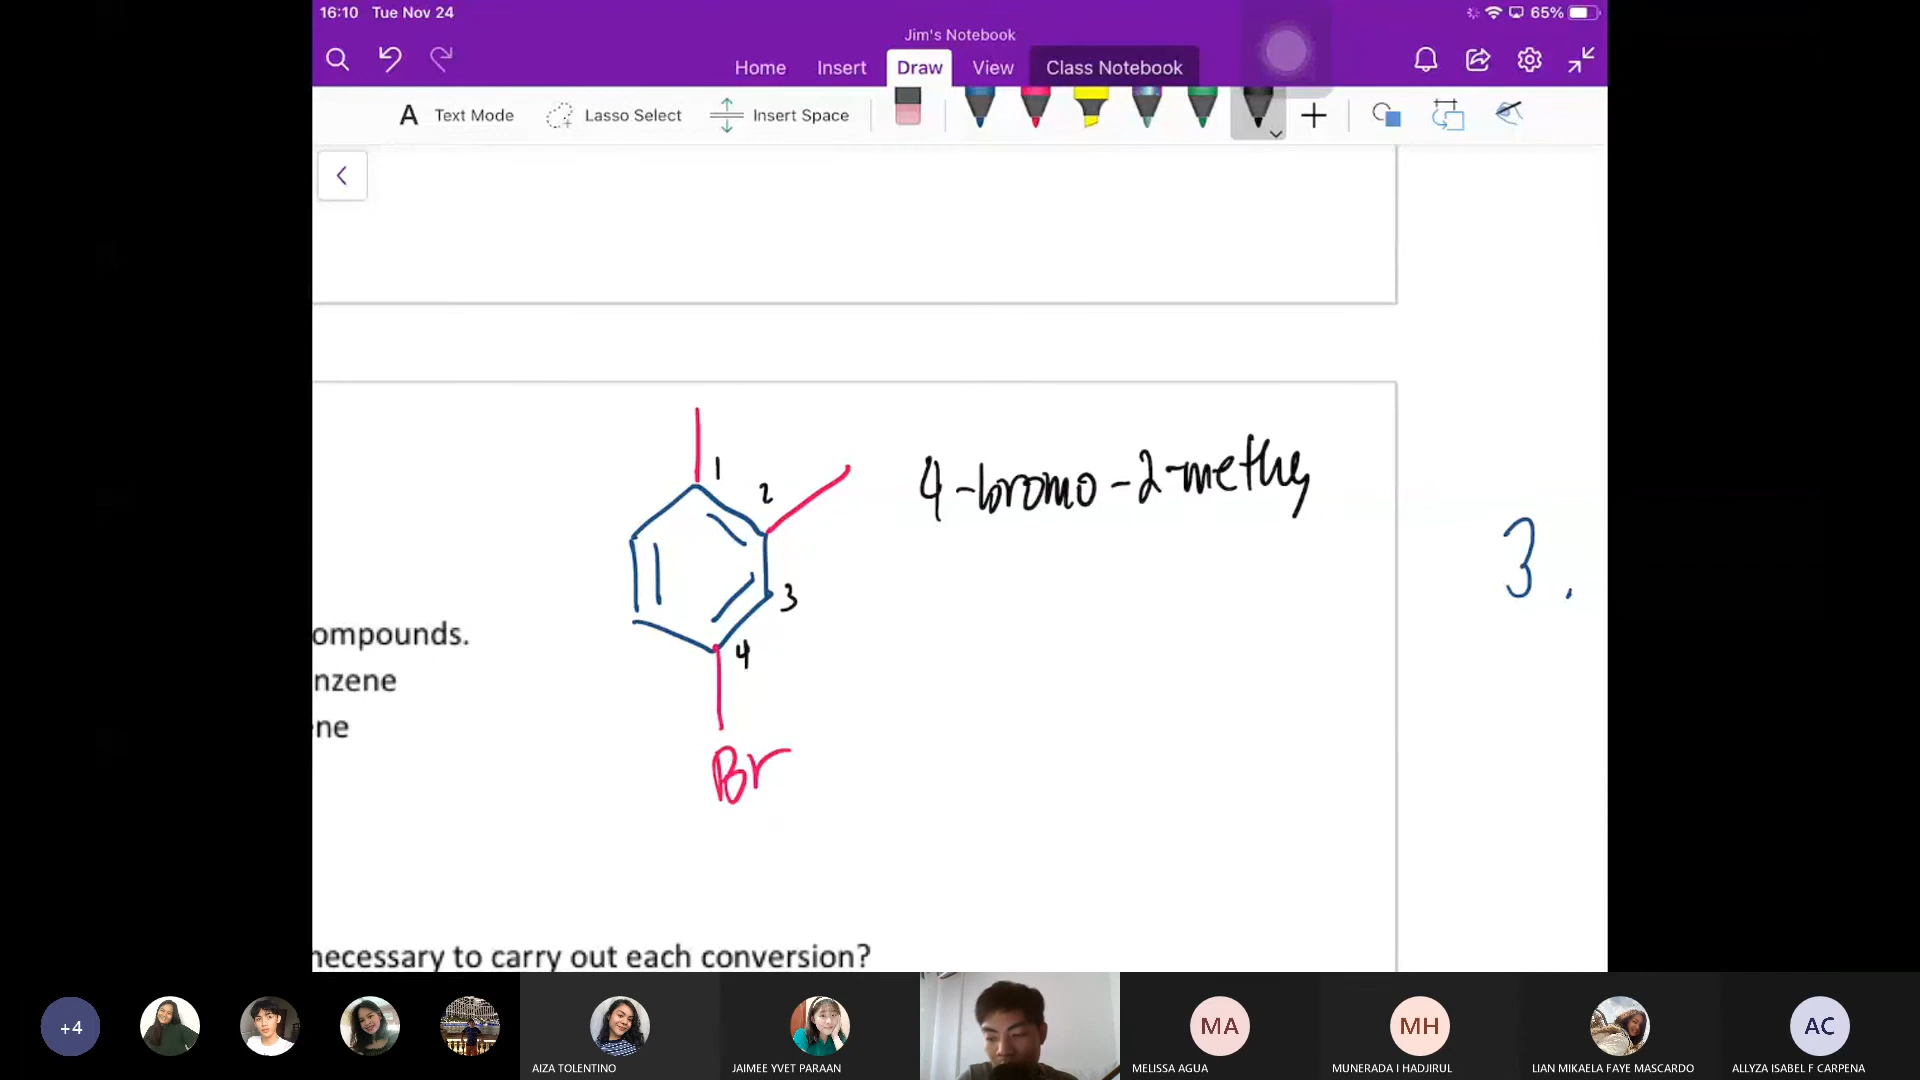 16:10 Tue Nov 24
65%
Jim's Notebook
Home Insert Draw View Class Notebook
A Text Mode Lasso Select Insert Space
1
2
4-bromo-2-methy
3.
3
ompounds.
4
nzene
ne
Br
necessary to carry out each conversion?
+4
MA MH AC
AIZA TOLENTINO JAIMEE YVET PARAAN MELISSA AGUA MUNERADA I HADJIRUL LIAN MIKAELA FAYE MASCARDO ALLYZA ISABEL F CARPENA